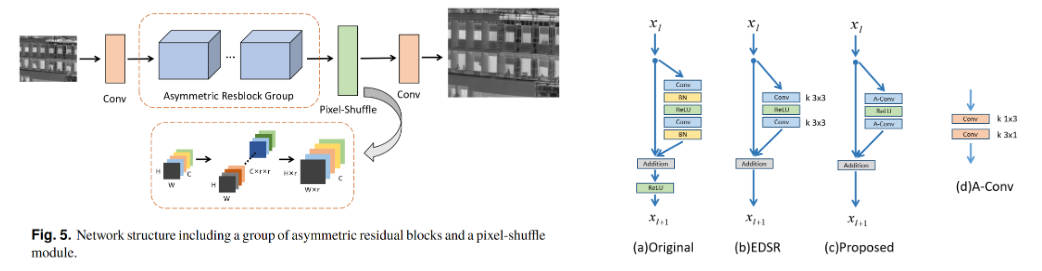 Conv
Asymmetric Resblock Group
Pixel-Shuffle
Conv
H
W
C
H
W
C×r×r
H×r
W×r
C
Fig. 5. Network structure including a group of asymmetric residual blocks and a pixel-shuffle
module.
x_l
Conv
BN
ReLU
Conv
BN
Addition
ReLU
x_{l+1}
(a)Original
x_l
Conv k 3x3
ReLU
Conv k 3x3
Addition
x_{l+1}
(b)EDSR
x_l
A-Conv
ReLU
A-Conv
Addition
x_{l+1}
(c)Proposed
Conv k 1x3
Conv k 3x1
(d)A-Conv